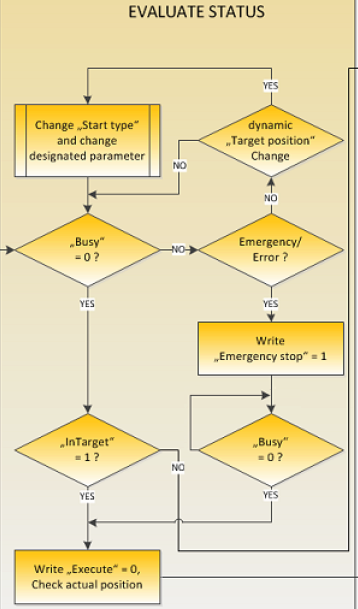 EVALUATE STATUS
YES
Change „Start type“
and change
designated parameter
dynamic
„Target position“
Change
NO
NO
„Busy“
= 0 ?
NO
Emergency/
Error ?
YES
YES
Write
„Emergency stop“ = 1
„InTarget“
= 1 ?
„Busy“
= 0 ?
NO
YES
YES
Write „Execute“ = 0,
Check actual position